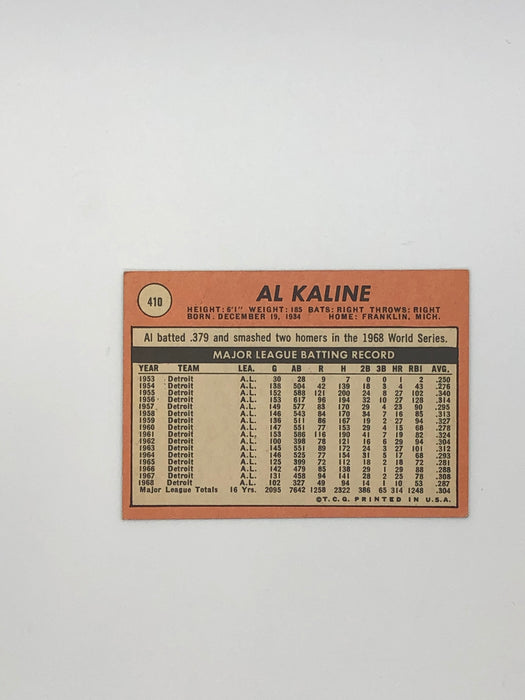 410
AL KALINE
HEIGHT: 6'1" WEIGHT: 185 BATS: RIGHT THROWS: RIGHT
BORN: DECEMBER 19, 1934 HOME: FRANKLIN, MICH.
Al batted .379 and smashed two homers in the 1968 World Series.
MAJOR LEAGUE BATTING RECORD
YEAR TEAM LEA. G AB R H 2B 3B HR RBI AVG.
1953 Detroit A.L. 30 28 9 7 0 0 1 2 .250
1954 Detroit A.L. 138 504 42 139 18 3 4 43 .276
1955 Detroit A.L. 152 588 121 200 24 8 27 102 .340
1956 Detroit A.L. 153 617 96 194 32 10 27 128 .314
1957 Detroit A.L. 149 577 83 170 29 4 23 90 .295
1958 Detroit A.L. 146 543 84 170 34 7 16 85 .313
1959 Detroit A.L. 136 511 86 167 19 2 27 94 .327
1960 Detroit A.L. 147 551 77 153 29 4 15 68 .278
1961 Detroit A.L. 153 586 116 190 41 7 19 82 .324
1962 Detroit A.L. 100 398 78 121 16 6 29 94 .304
1963 Detroit A.L. 145 551 89 172 24 3 27 101 .312
1964 Detroit A.L. 146 525 77 154 31 5 17 68 .293
1965 Detroit A.L. 125 399 72 112 18 2 18 72 .281
1966 Detroit A.L. 142 479 85 138 29 1 29 88 .288
1967 Detroit A.L. 131 458 94 141 28 2 25 78 .308
1968 Detroit A.L. 102 327 49 94 14 1 10 53 .287
Major League Totals 16 Yrs. 2095 7642 1258 2322 386 65 314 1248 .304
© T.C.G. PRINTED IN U.S.A.